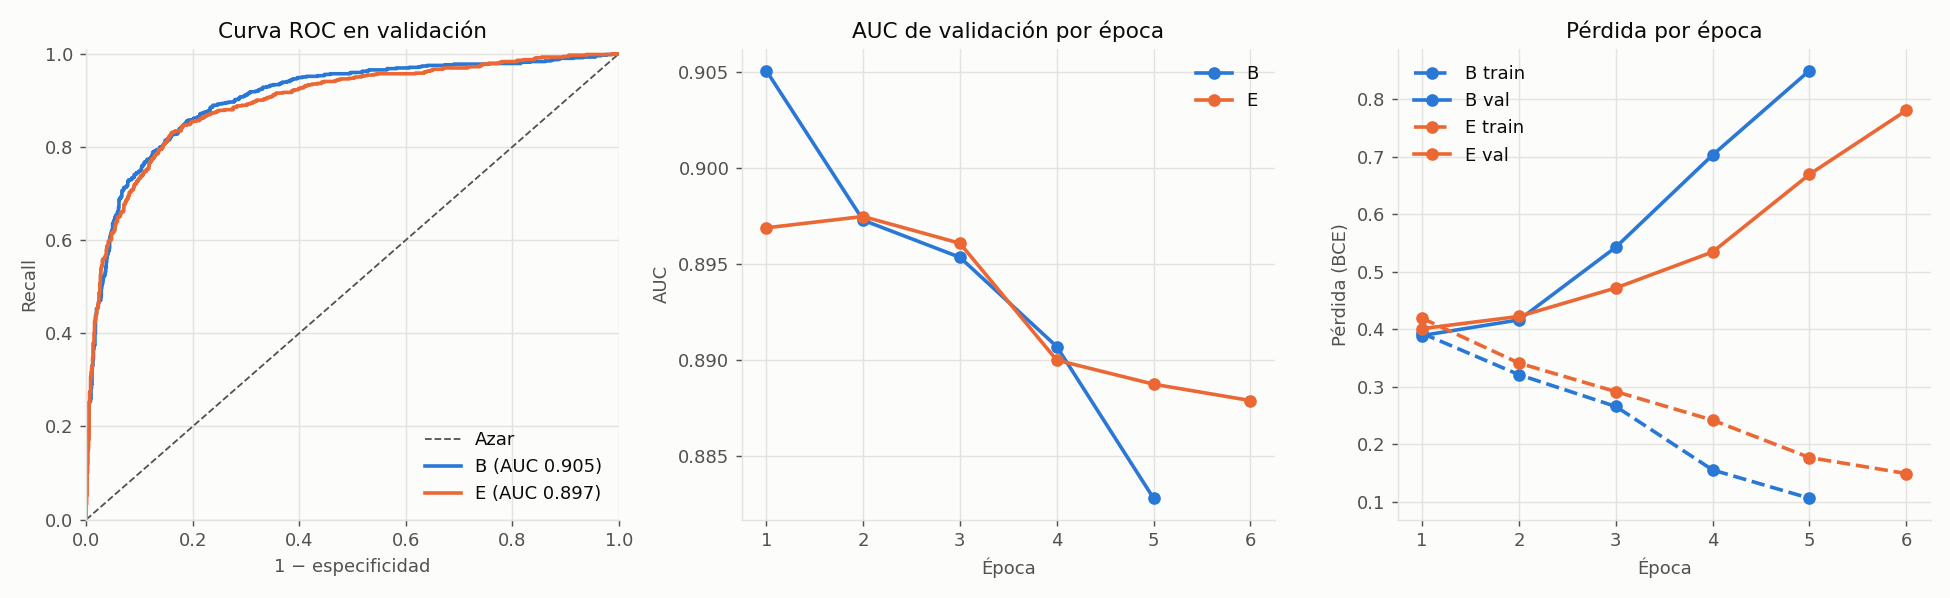 Curva ROC en validación
1.0
0.8
0.6
0.4
0.2
0.0
Recall
0.0
0.2
0.4
0.6
0.8
1.0
1 − especificidad
Azar
B (AUC 0.905)
E (AUC 0.897)
AUC de validación por época
0.905
0.900
0.895
0.890
0.885
AUC
1
2
3
4
5
6
Época
B
E
Pérdida por época
0.8
0.7
0.6
0.5
0.4
0.3
0.2
0.1
Pérdida (BCE)
1
2
3
4
5
6
Época
B train
B val
E train
E val